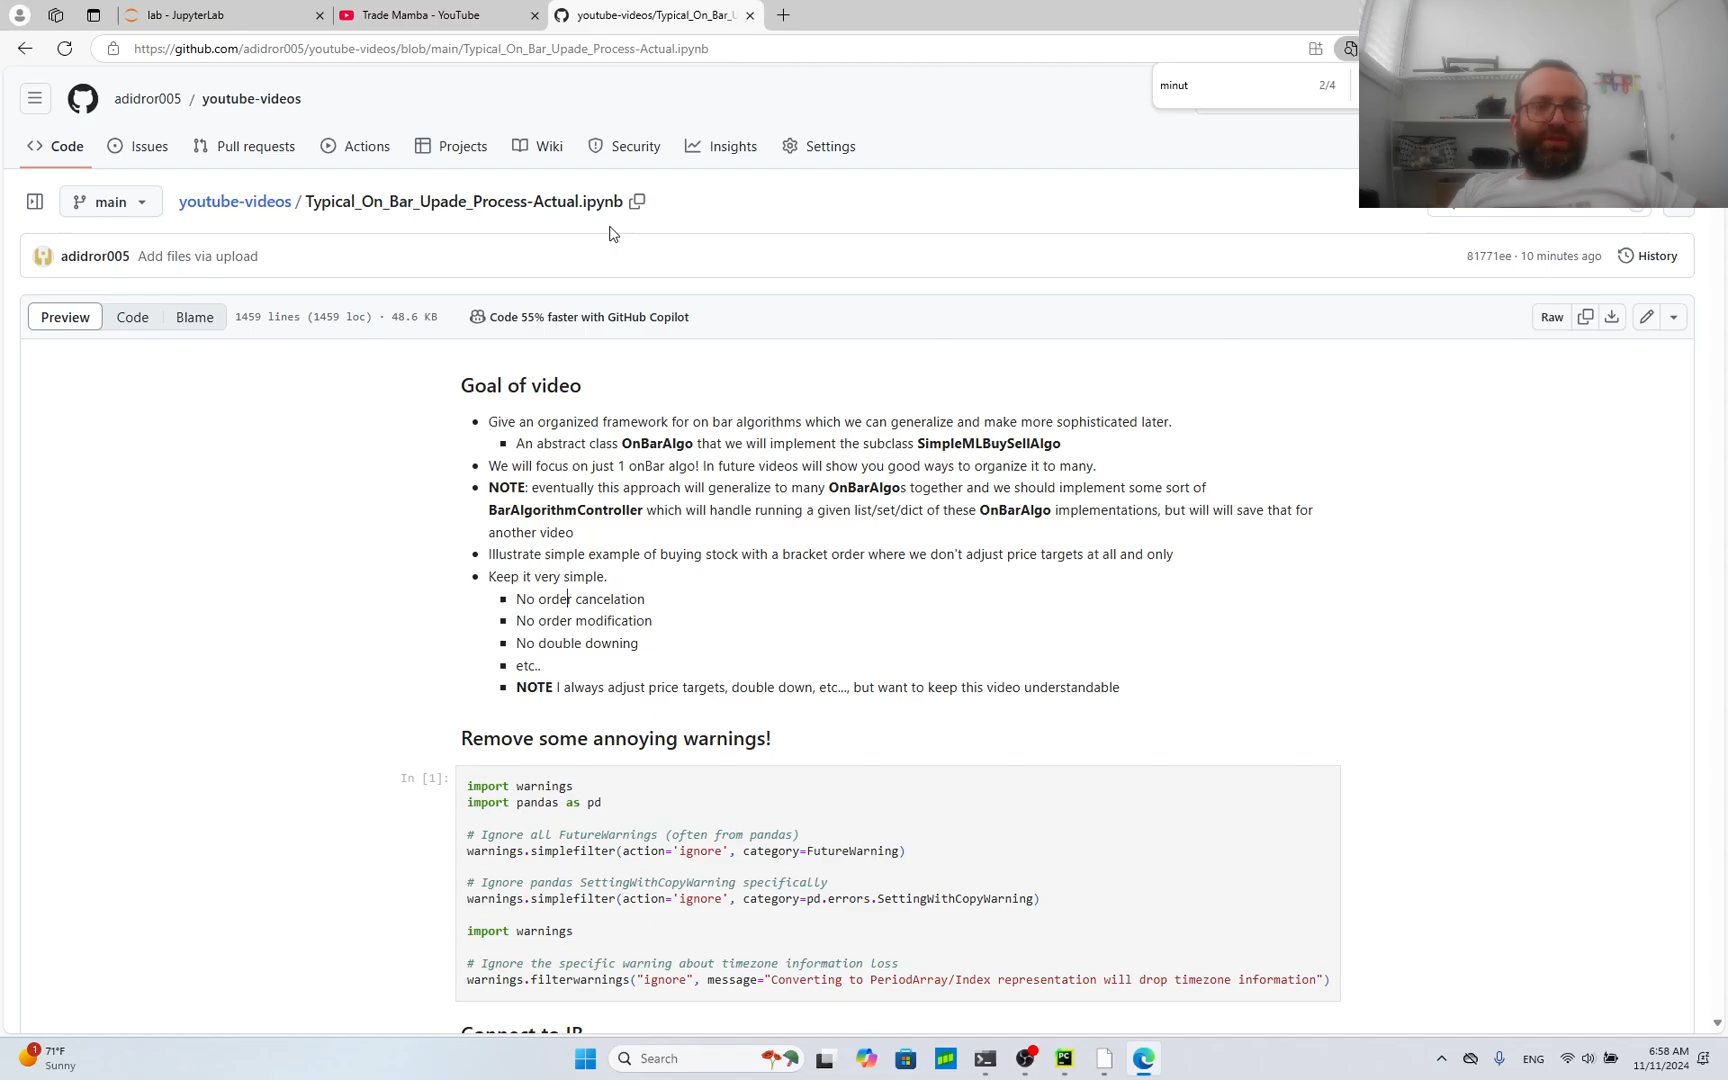 lab - JupyterLab
Trade Mamba - YouTube
youtube-videos/Typical_On_Bar_U
https://github.com/adidror005/youtube-videos/blob/main/Typical_On_Bar_Upade_Process-Actual.ipynb
minut 2/4
adidror005 / youtube-videos
Code Issues Pull requests Actions Projects Wiki Security Insights Settings
main youtube-videos / Typical_On_Bar_Upade_Process-Actual.ipynb
adidror005 Add files via upload 81771ee · 10 minutes ago History
Preview Code Blame 1459 lines (1459 loc) · 48.6 KB Code 55% faster with GitHub Copilot Raw
Goal of video
• Give an organized framework for on bar algorithms which we can generalize and make more sophisticated later.
▪ An abstract class OnBarAlgo that we will implement the subclass SimpleMLBuySellAlgo
• We will focus on just 1 onBar algo! In future videos will show you good ways to organize it to many.
• NOTE: eventually this approach will generalize to many OnBarAlgos together and we should implement some sort of
BarAlgorithmController which will handle running a given list/set/dict of these OnBarAlgo implementations, but will will save that for
another video
• Illustrate simple example of buying stock with a bracket order where we don't adjust price targets at all and only
• Keep it very simple.
▪ No order cancelation
▪ No order modification
▪ No double downing
▪ etc..
▪ NOTE I always adjust price targets, double down, etc..., but want to keep this video understandable
Remove some annoying warnings!
In [1]:
import warnings
import pandas as pd
# Ignore all FutureWarnings (often from pandas)
warnings.simplefilter(action='ignore', category=FutureWarning)
# Ignore pandas SettingWithCopyWarning specifically
warnings.simplefilter(action='ignore', category=pd.errors.SettingWithCopyWarning)
import warnings
# Ignore the specific warning about timezone information loss
warnings.filterwarnings("ignore", message="Converting to PeriodArray/Index representation will drop timezone information")
Connect to IB
1
71°F
Sunny
Search
PC
ENG
6:58 AM
11/11/2024